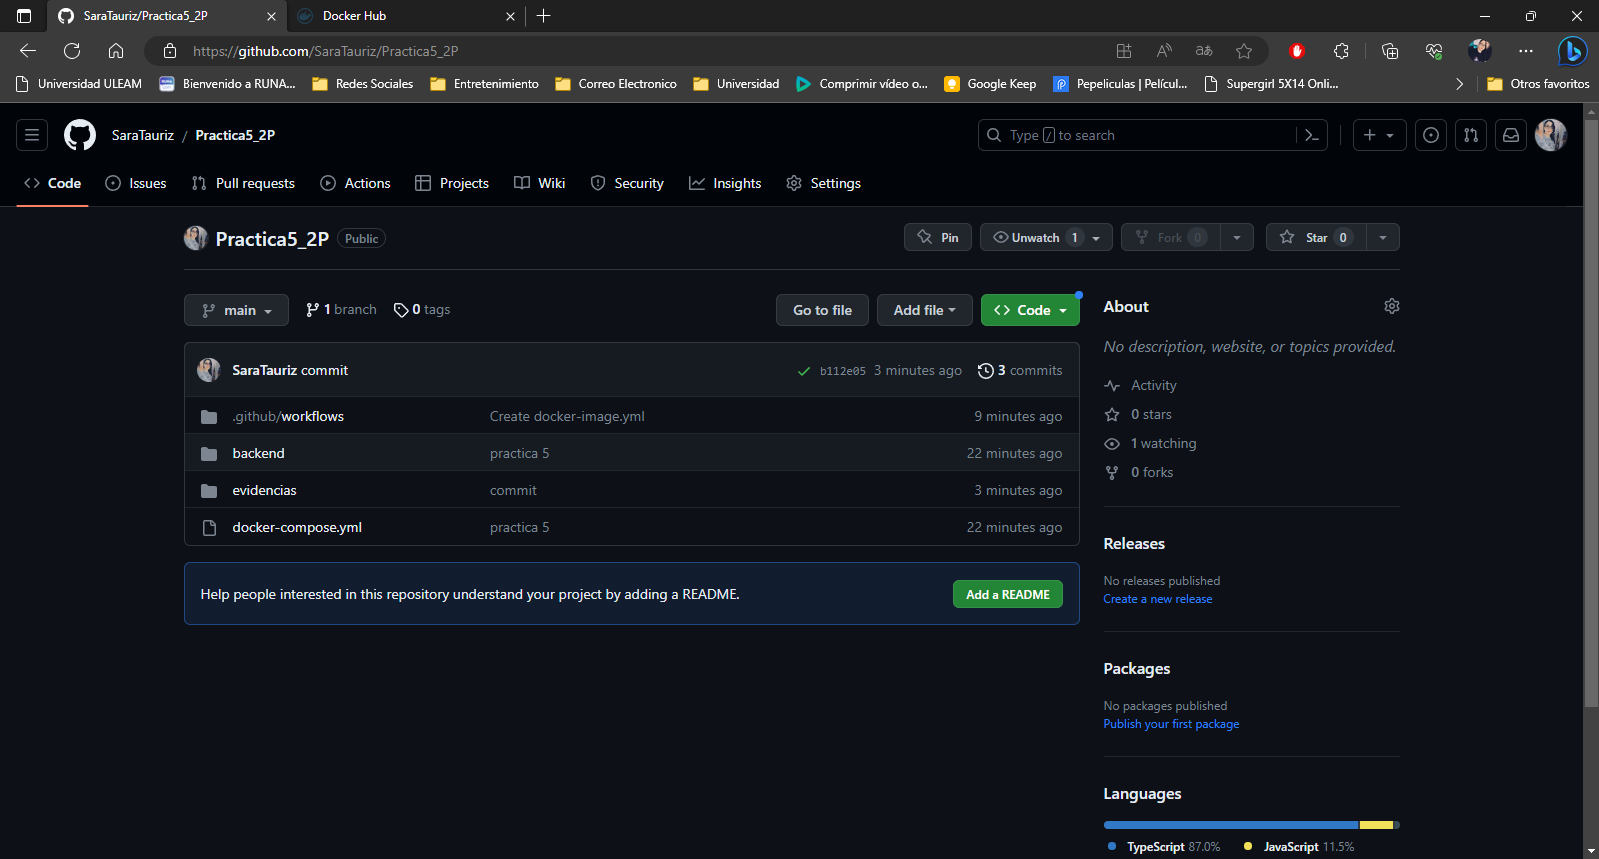 SaraTauriz/Practica5_2P
Docker Hub
https://github.com/SaraTauriz/Practica5_2P
Universidad ULEAM
Bienvenido a RUNA...
Redes Sociales
Entretenimiento
Correo Electronico
Universidad
Comprimir vídeo o...
Google Keep
Pepeliculas | Películ...
Supergirl 5X14 Onli...
Otros favoritos
SaraTauriz / Practica5_2P
Type / to search
Code
Issues
Pull requests
Actions
Projects
Wiki
Security
Insights
Settings
Practica5_2P
Public
Pin
Unwatch 1
Fork 0
Star 0
main
1 branch
0 tags
Go to file
Add file
Code
SaraTauriz commit
b112e05 3 minutes ago
3 commits
.github/workflows
Create docker-image.yml
9 minutes ago
backend
practica 5
22 minutes ago
evidencias
commit
3 minutes ago
docker-compose.yml
practica 5
22 minutes ago
Help people interested in this repository understand your project by adding a README.
Add a README
About
No description, website, or topics provided.
Activity
0 stars
1 watching
0 forks
Releases
No releases published
Create a new release
Packages
No packages published
Publish your first package
Languages
TypeScript 87.0%
JavaScript 11.5%